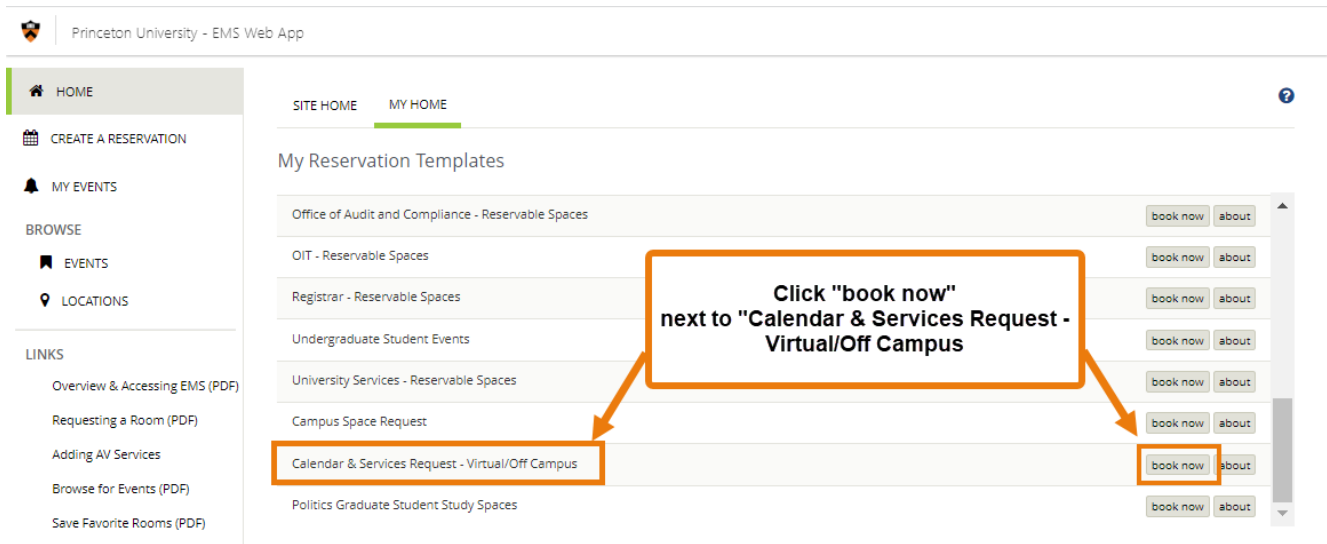 Princeton University - EMS Web App
HOME
CREATE A RESERVATION
MY EVENTS
BROWSE
EVENTS
LOCATIONS
LINKS
Overview & Accessing EMS (PDF)
Requesting a Room (PDF)
Adding AV Services
Browse for Events (PDF)
Save Favorite Rooms (PDF)
SITE HOME MY HOME ?
My Reservation Templates
Office of Audit and Compliance - Reservable Spaces book now about
OIT - Reservable Spaces book now about
Registrar - Reservable Spaces book now about
Undergraduate Student Events book now about
University Services - Reservable Spaces book now about
Campus Space Request book now about
Calendar & Services Request - Virtual/Off Campus book now about
Politics Graduate Student Study Spaces book now about
Click "book now"
next to "Calendar & Services Request -
Virtual/Off Campus